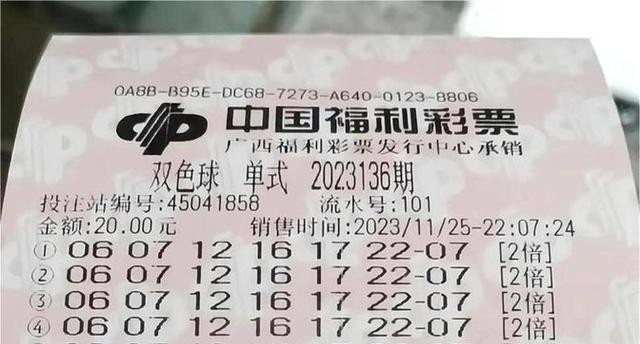 0A8B-B95E-DC68-7273-A640-0123-8806
中国福利彩票
广西福利彩票发行中心承销
双色球 单式 2023136期
投注站编号:45041858 流水号:101
金额:20.00元 销售时间:2023/11/25-22:07:24
① 06 07 12 16 17 22-07 [2倍]
② 06 07 12 16 17 22-07 [2倍]
③ 06 07 12 16 17 22-07 [2倍]
④ 06 07 12 16 17 22-07 [2倍]